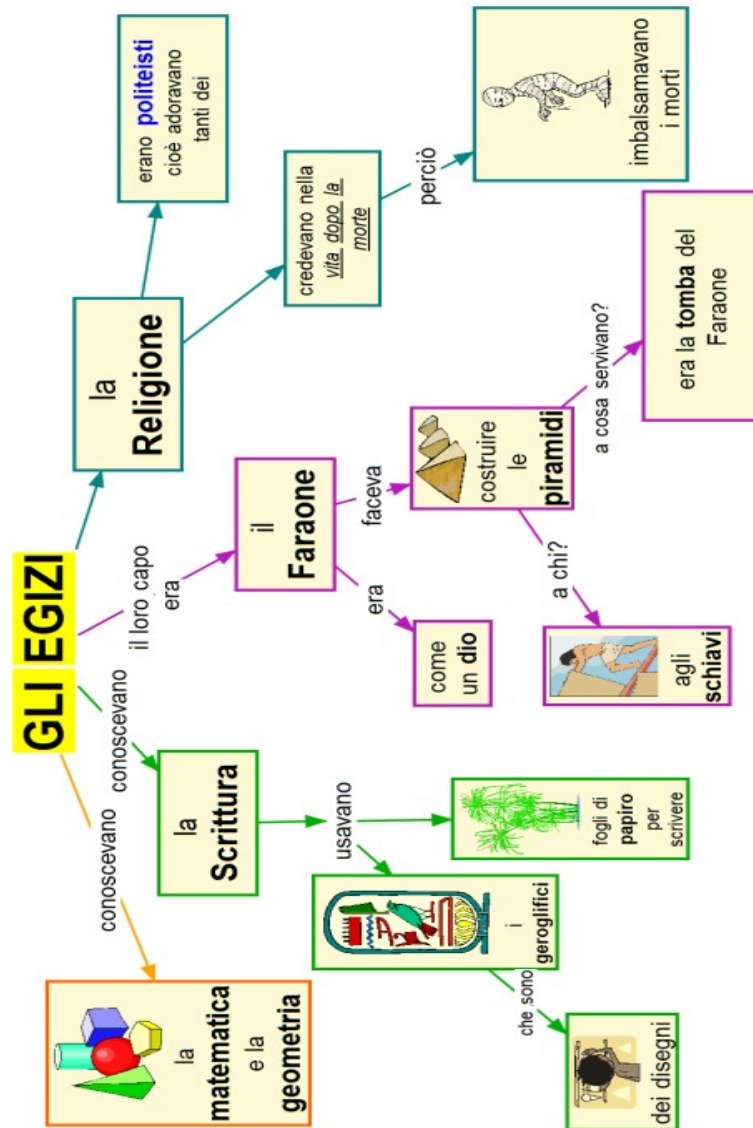 GLI EGIZI
conoscevano
la
matematica
e la
geometria
conoscevano
la
Scrittura
usavano
i
geroglifici
che sono
dei disegni
fogli di
papiro
per
scrivere
il loro capo
era
il
Faraone
era
come
un dio
faceva
costruire
le
piramidi
a chi?
agli
schiavi
a cosa servivano?
era la tomba del
Faraone
la
Religione
erano politeisti
cioè adoravano
tanti dei
credevano nella
vita dopo la
morte
perciò
imbalsamavano
i morti